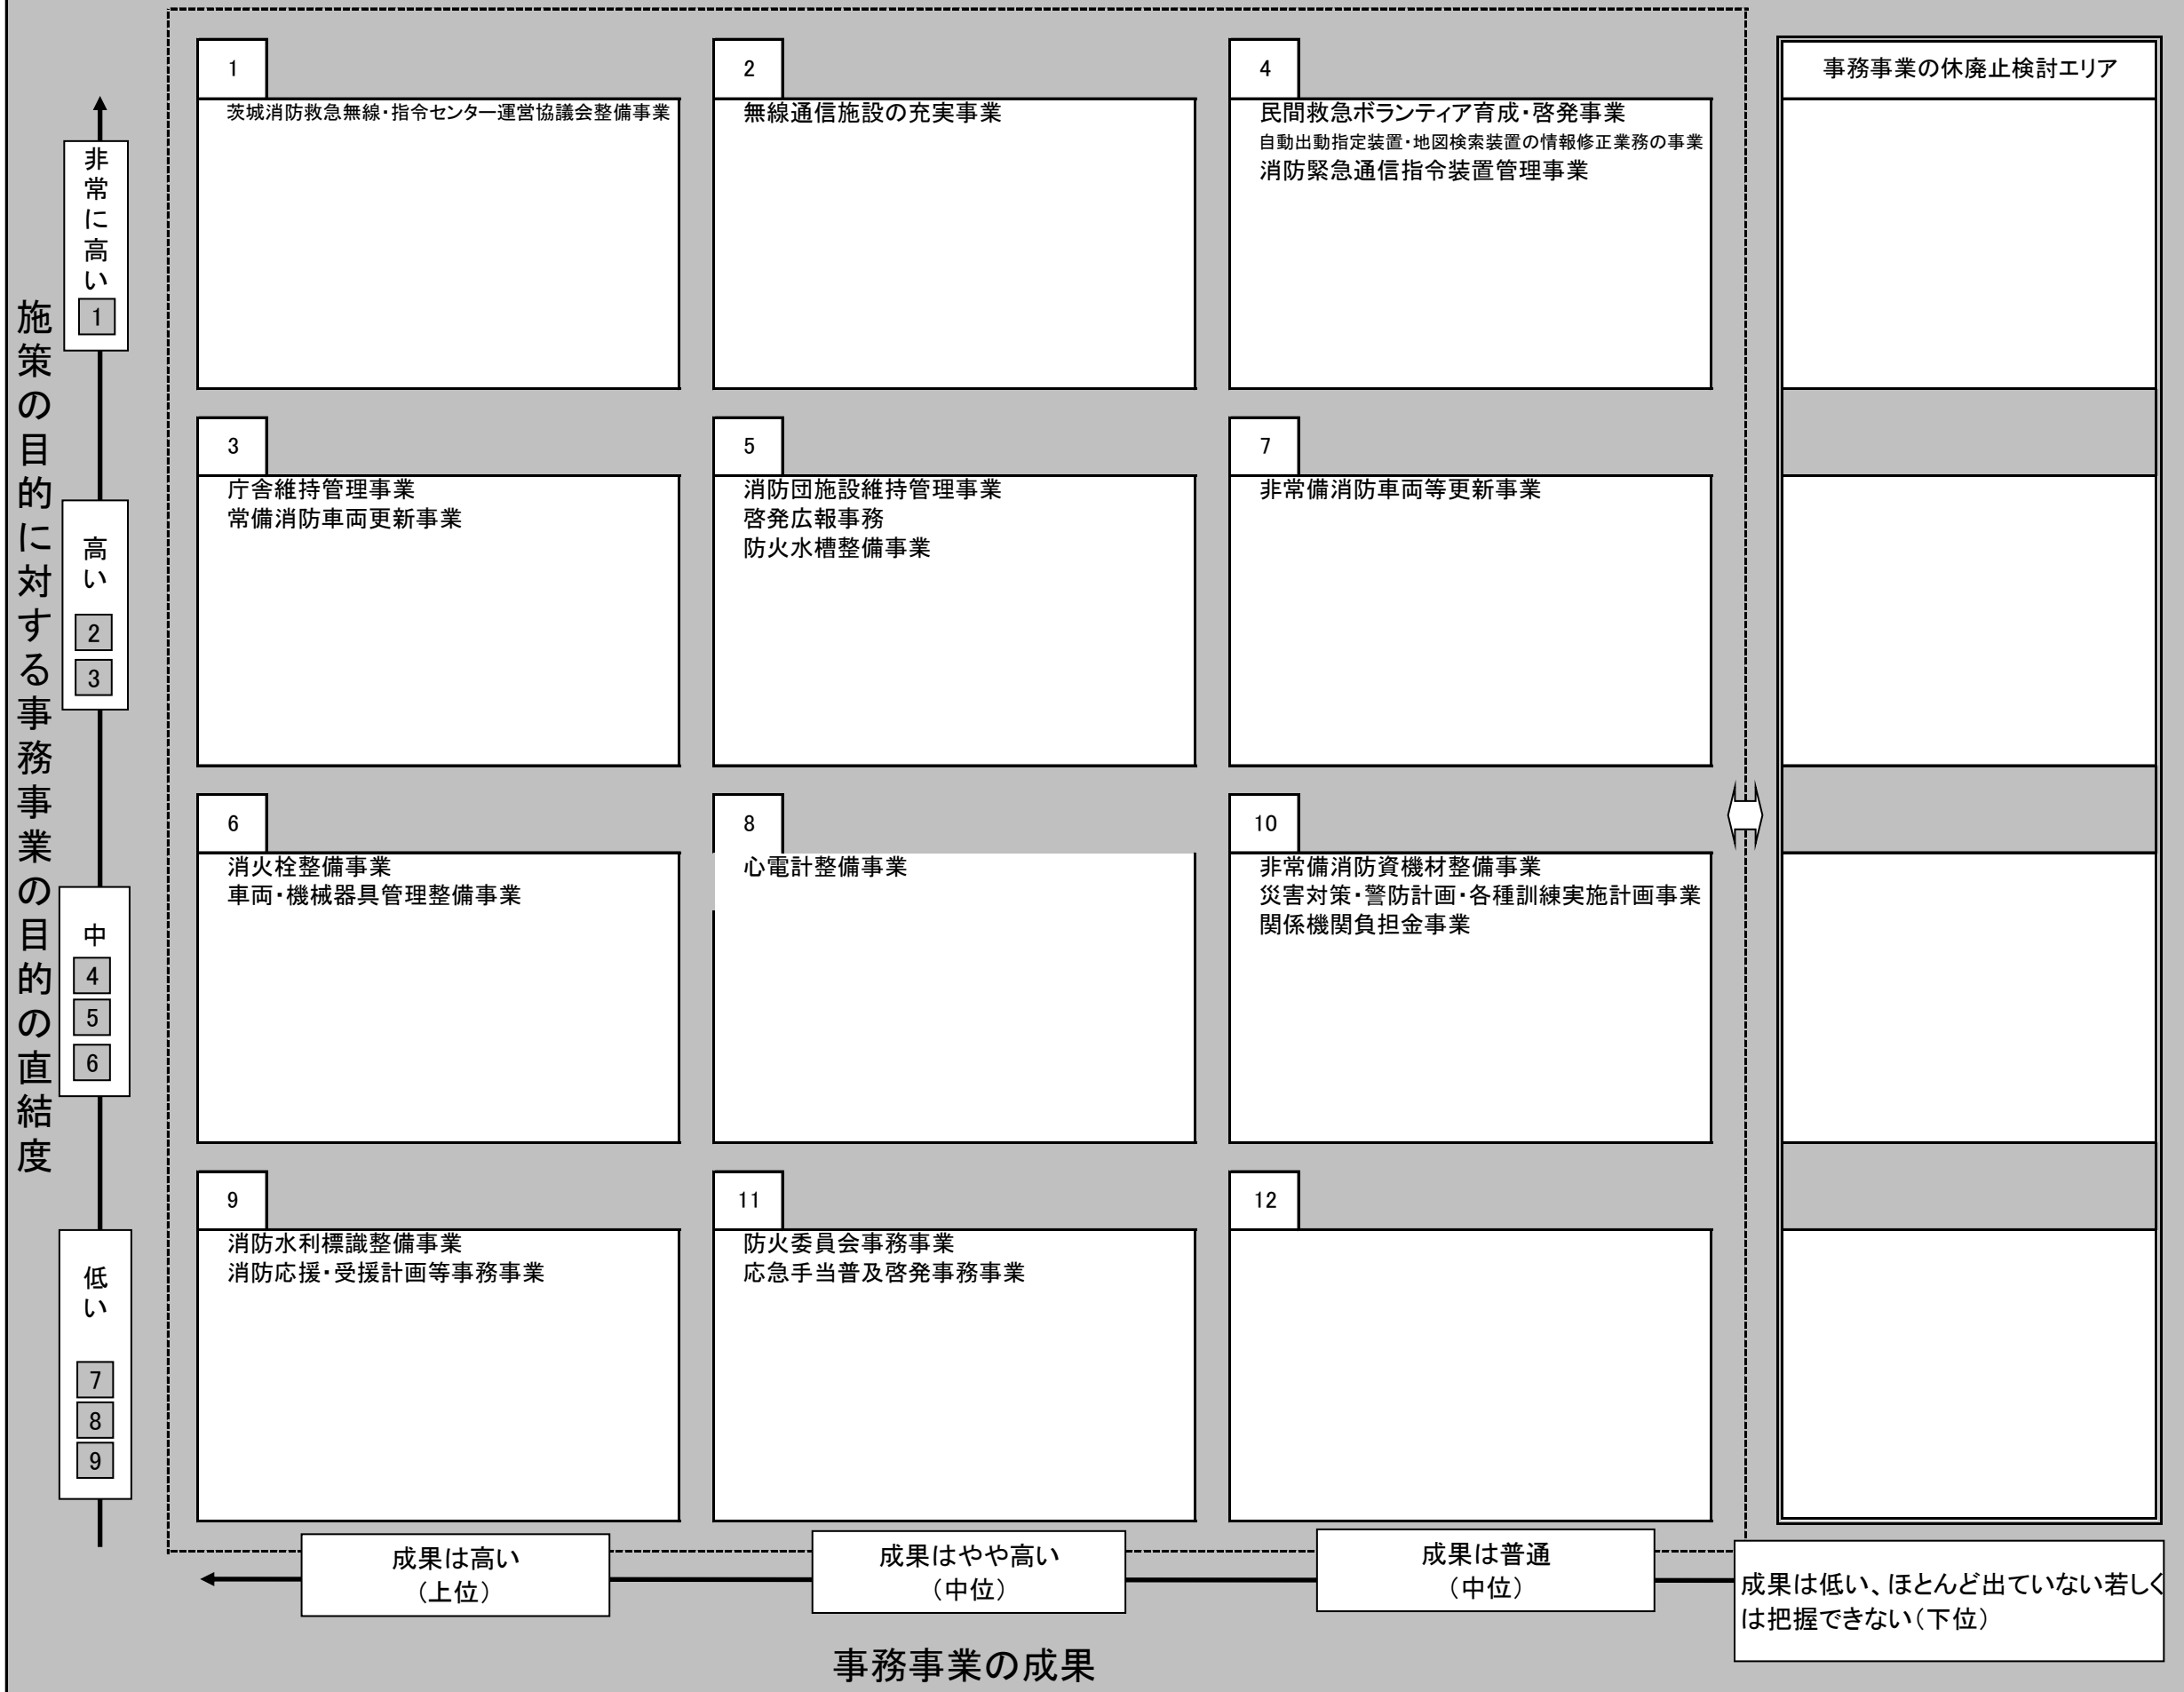 施策の目的に対する事務事業の目的の直結度
非常に高い
1
高い
2
3
中
4
5
6
低い
7
8
9
1
茨城消防救急無線・指令センター運営協議会整備事業
2
無線通信施設の充実事業
4
民間救急ボランティア育成・啓発事業
自動出動指定装置・地図検索装置の情報修正業務の事業
消防緊急通信指令装置管理事業
事務事業の休廃止検討エリア
3
庁舎維持管理事業
常備消防車両更新事業
5
消防団施設維持管理事業
啓発広報事務
防火水槽整備事業
7
非常備消防車両等更新事業
6
消火栓整備事業
車両・機械器具管理整備事業
8
心電計整備事業
10
非常備消防資機材整備事業
災害対策・警防計画・各種訓練実施計画事業
関係機関負担金事業
9
消防水利標識整備事業
消防応援・受援計画等事務事業
11
防火委員会事務事業
応急手当普及啓発事務事業
12
成果は高い
（上位）
成果はやや高い
（中位）
成果は普通
（中位）
成果は低い、ほとんど出ていない若しく
は把握できない（下位）
事務事業の成果